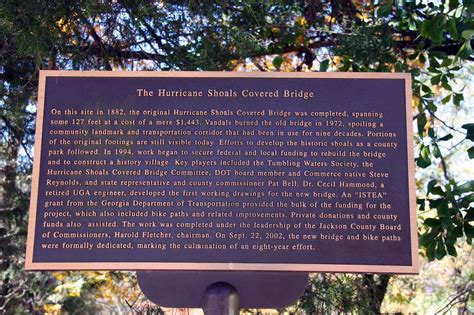 The Hurricane Shoals Covered Bridge
On this site in 1882, the original Hurricane Shoals Covered Bridge was completed, spanning
some 127 feet at a cost of a mere $1,443. Vandals burned the old bridge in 1972, spoiling a
community landmark and transportation corridor that had been in use for nine decades. Portions
of the original footings are still visible today. Efforts to develop the historic shoals as a county
park followed. In 1994, work began to secure federal and local funding to rebuild the bridge
and to construct a history village. Key players included the Tumbling Waters Society, the
Hurricane Shoals Covered Bridge Committee, DOT board member and Commerce native Steve
Reynolds, and state representative and county commissioner Pat Bell. Dr. Cecil Hammond, a
retired UGA engineer, developed the first working drawings for the new bridge. An "ISTEA"
grant from the Georgia Department of Transportation provided the bulk of the funding for the
project, which also included bike paths and related improvements. Private donations and county
funds also assisted. The work was completed under the leadership of the Jackson County Board
of Commissioners, Harold Fletcher, chairman. On Sept. 22, 2002, the new bridge and bike paths
were formally dedicated, marking the culmination of an eight-year effort.